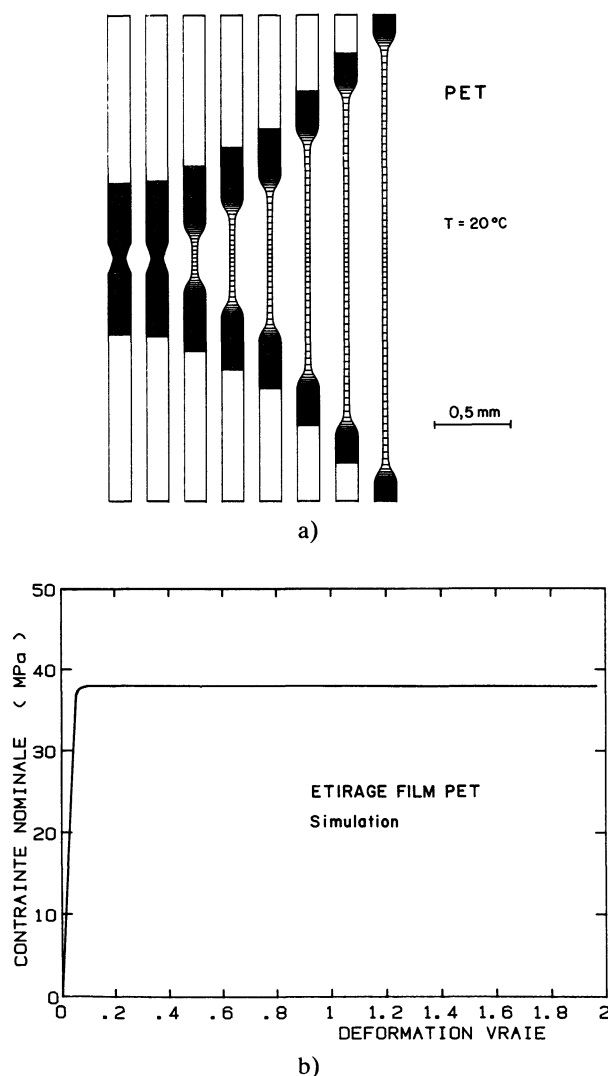 PET
T = 20°C
0,5 mm
a)
50
40
30
20
10
0
CONTRAINTE NOMINALE ( MPa )
ETIRAGE FILM PET
Simulation
0 .2 .4 .6 .8 1 1.2 1.4 1.6 1.8 2
DEFORMATION VRAIE
b)